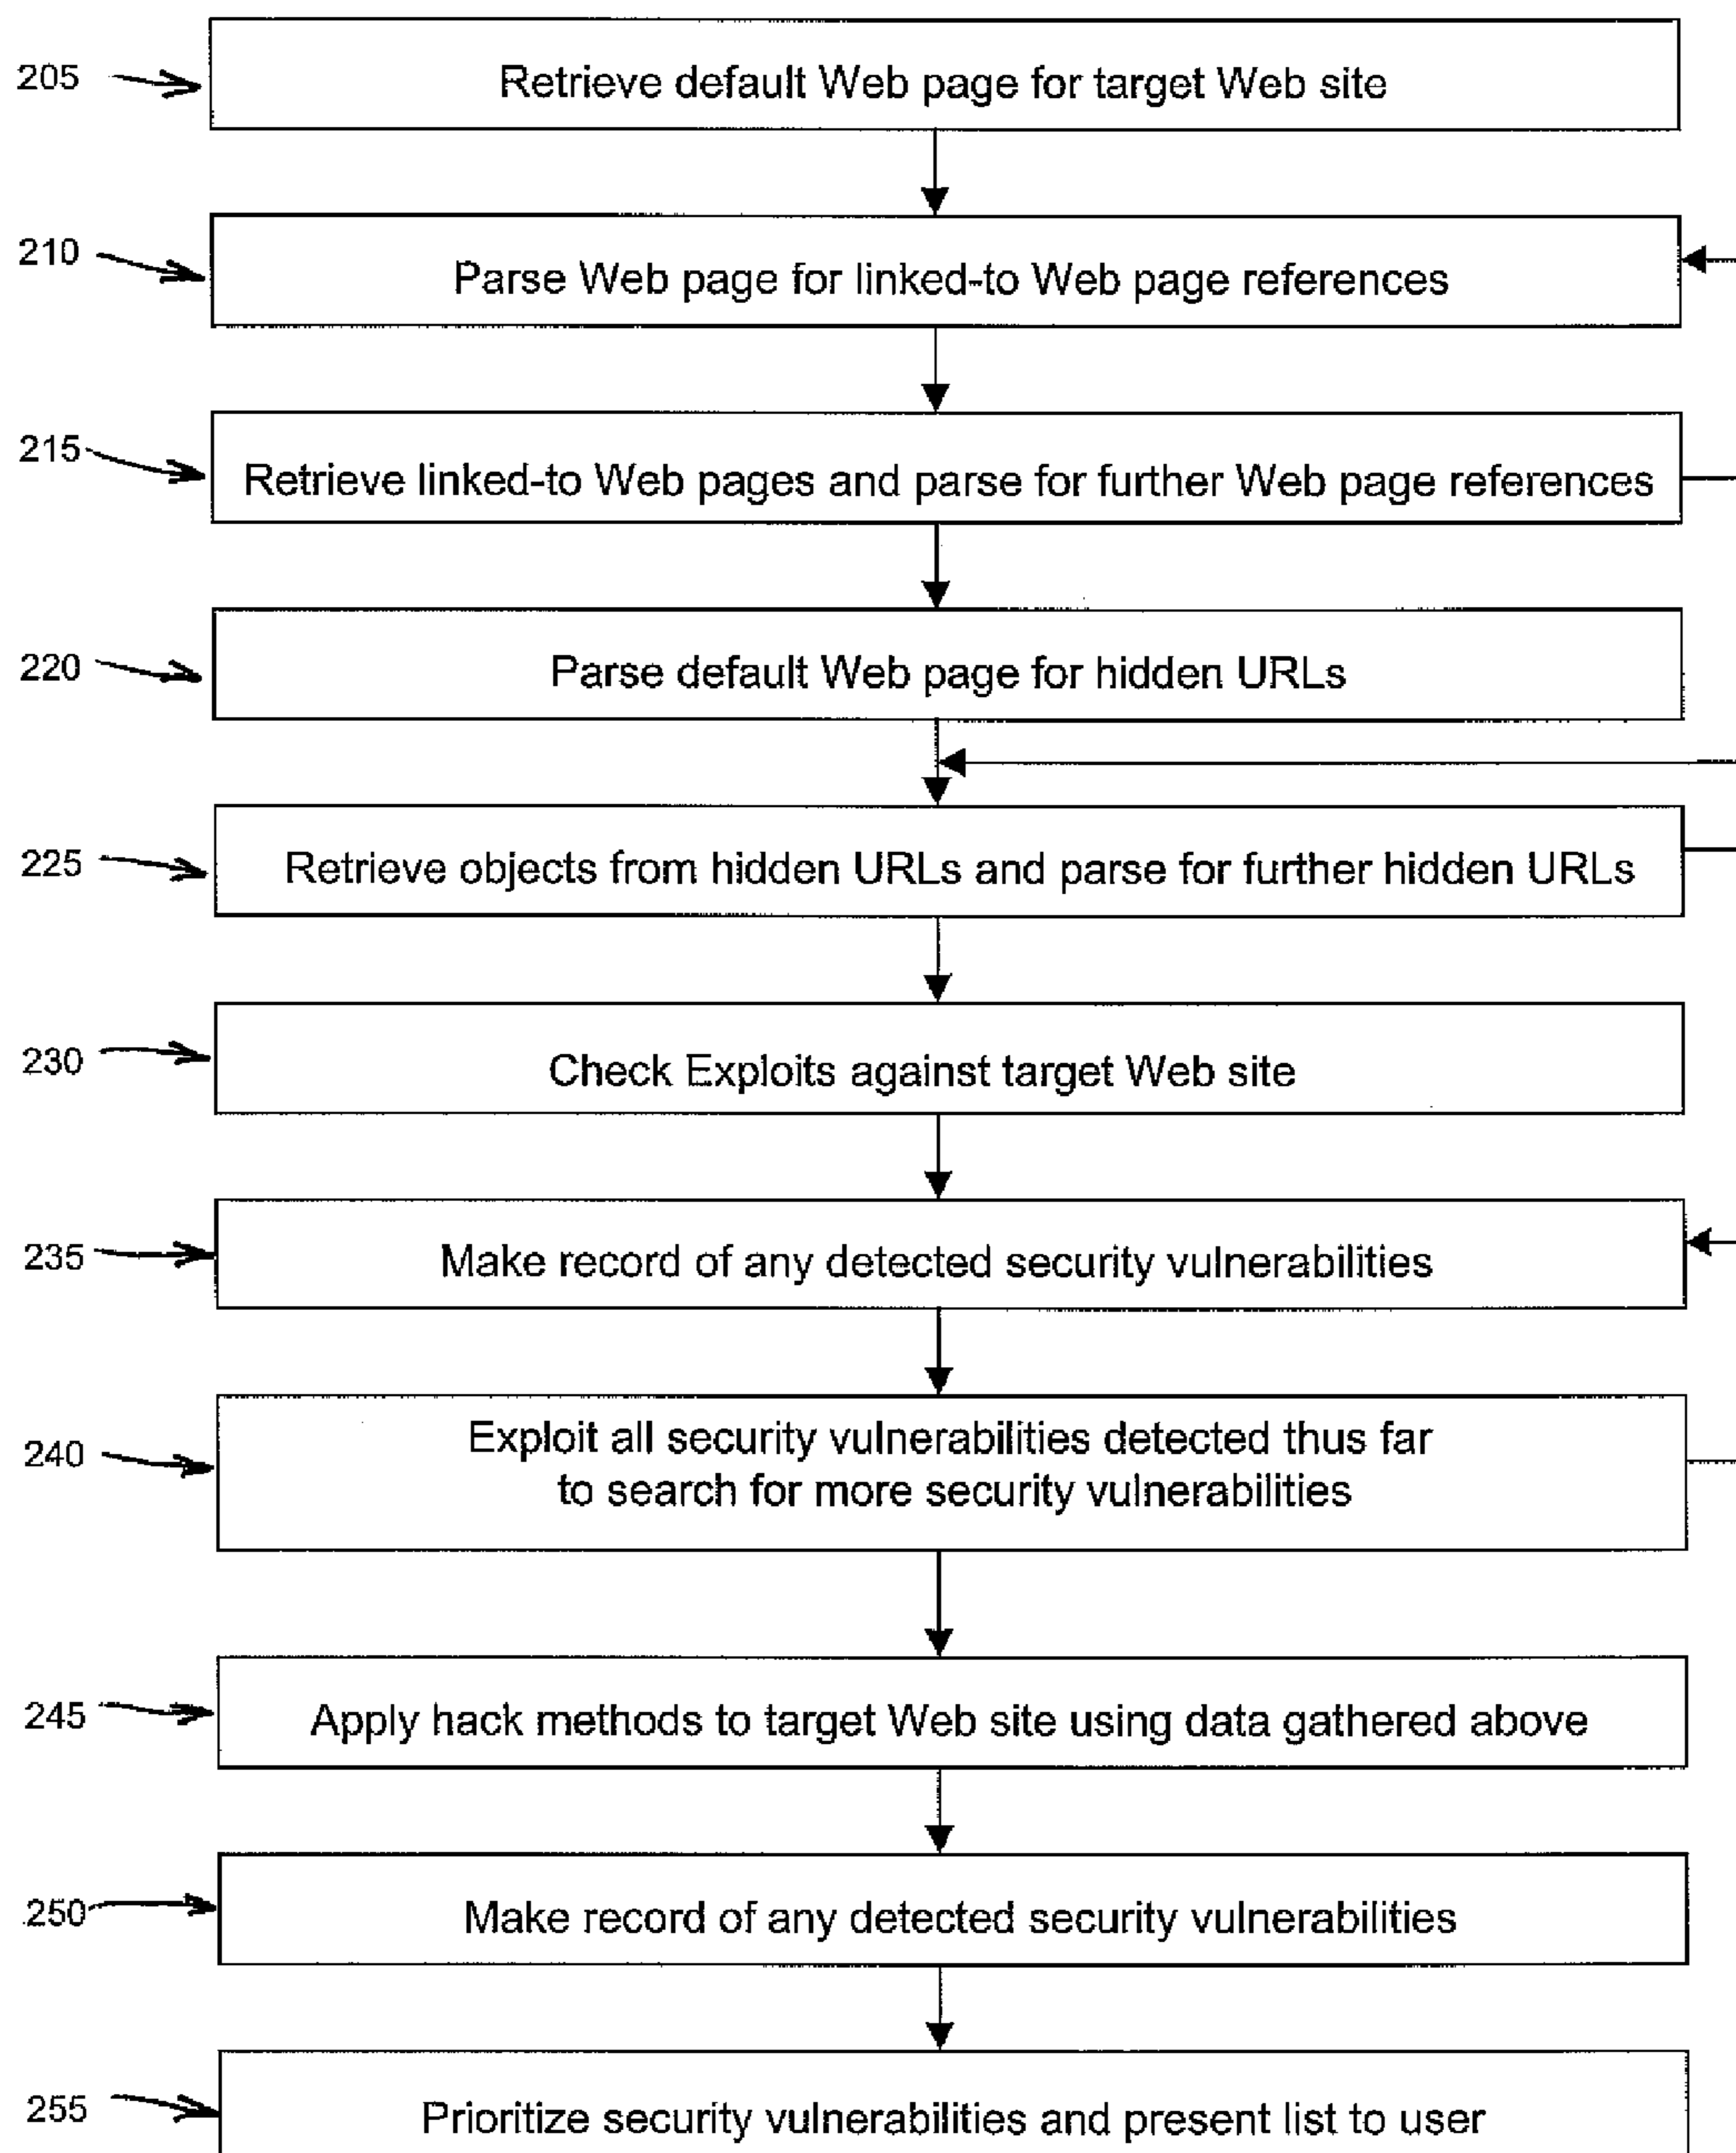 205
Retrieve default Web page for target Web site
210
Parse Web page for linked-to Web page references
215
Retrieve linked-to Web pages and parse for further Web page references
220
Parse default Web page for hidden URLs
225
Retrieve objects from hidden URLs and parse for further hidden URLs
230
Check Exploits against target Web site
235
Make record of any detected security vulnerabilities
240
Exploit all security vulnerabilities detected thus far
to search for more security vulnerabilities
245
Apply hack methods to target Web site using data gathered above
250
Make record of any detected security vulnerabilities
255
Prioritize security vulnerabilities and present list to user